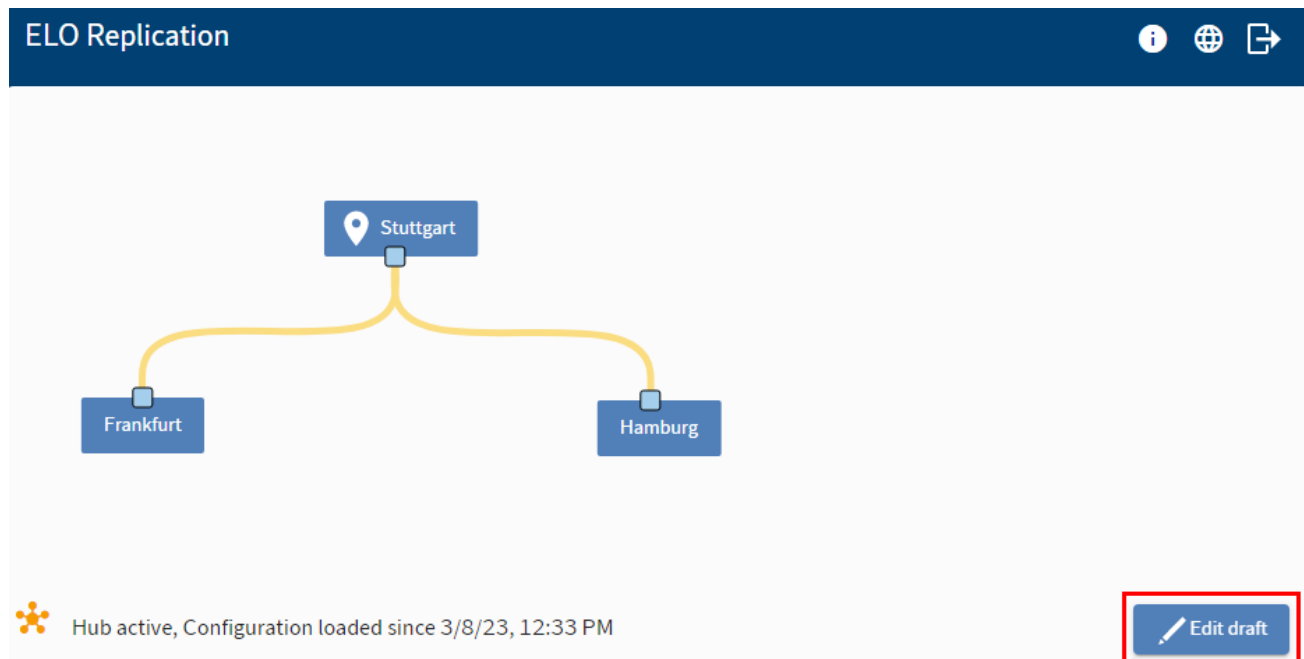 ELO Replication
Stuttgart
Frankfurt
Hamburg
Hub active, Configuration loaded since 3/8/23, 12:33 PM
Edit draft